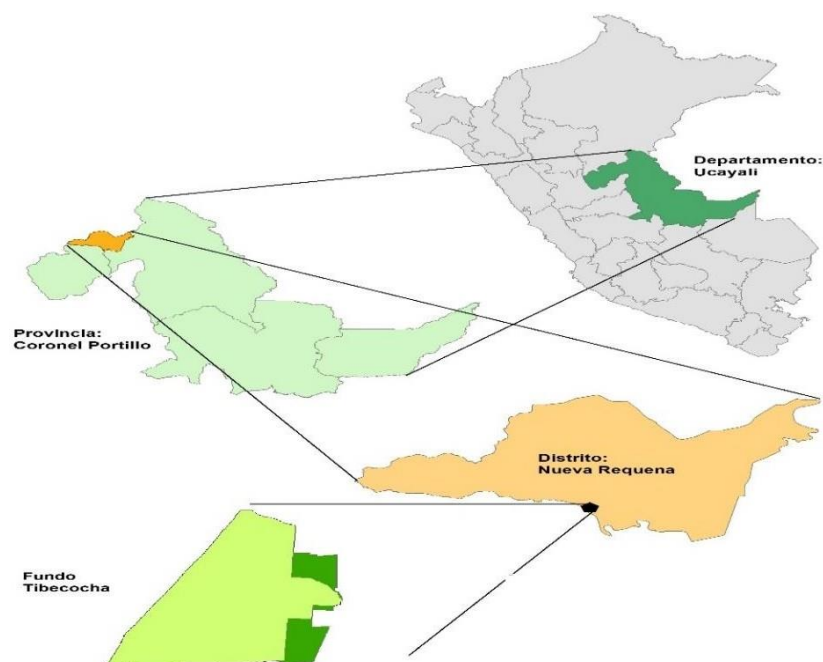 Departamento:
Ucayali
Provincia:
Coronel Portillo
Distrito:
Nueva Requena
Fundo
Tibecocha